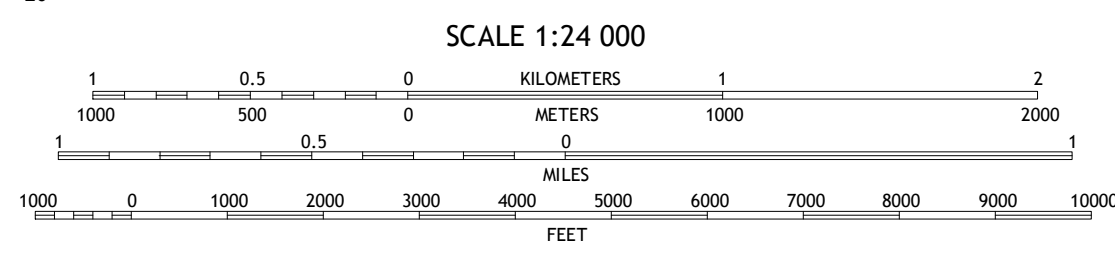 SCALE 1:24 000
1 0.5 0 KILOMETERS 1 2
1000 500 0 METERS 1000 2000
1 0.5 0 1
MILES
1000 0 1000 2000 3000 4000 5000 6000 7000 8000 9000 10000
FEET